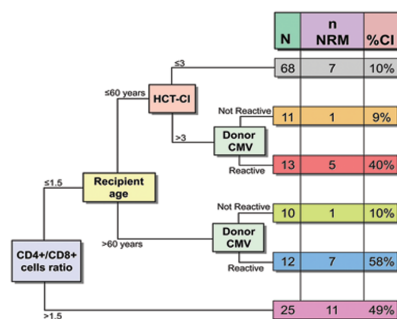 N
n
NRM
%CI
≤3
68 7 10%
≤60 years
HCT-CI
Not Reactive
11 1 9%
>3
Donor
CMV
13 5 40%
Reactive
≤1.5
Recipient
age
Not Reactive
10 1 10%
>60 years
Donor
CMV
12 7 58%
Reactive
CD4+/CD8+
cells ratio
25 11 49%
>1.5